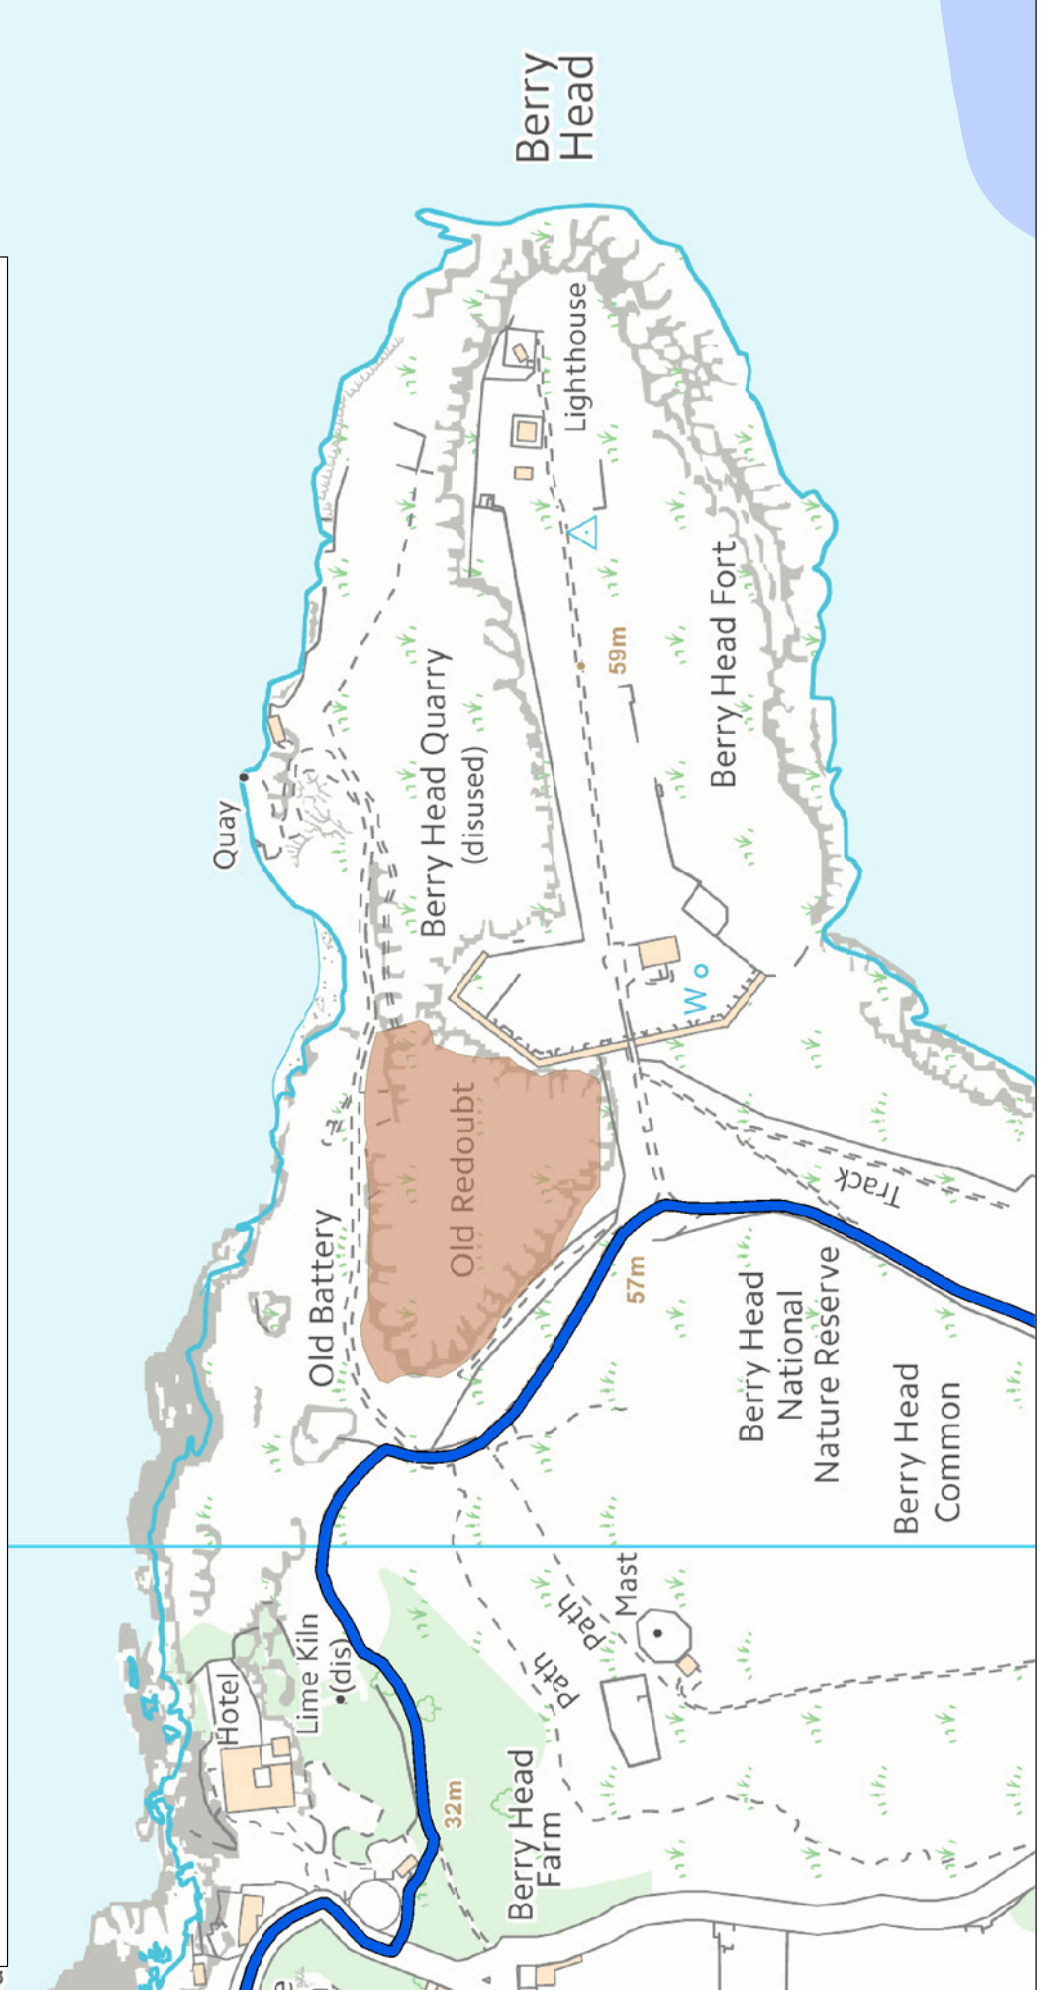 Berry
Head
Lighthouse
59m
Berry Head Fort
Berry Head Quarry
(disused)
Quay
W
Old Redoubt
Old Battery
Track
57m
Berry Head
National
Nature Reserve
Berry Head
Common
Mast
Path
Path
Lime Kiln
(dis)
Hotel
32m
Berry Head
Farm